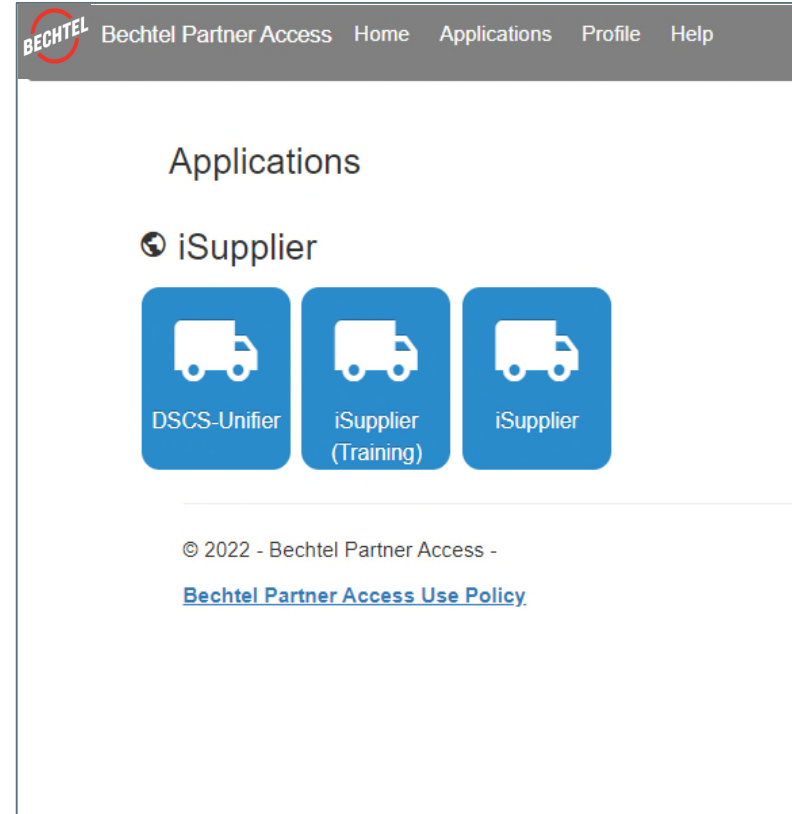 BECHTEL Bechtel Partner Access Home Applications Profile Help
Applications
iSupplier
DSCS-Unifier
iSupplier
(Training)
iSupplier
© 2022 - Bechtel Partner Access -
Bechtel Partner Access Use Policy